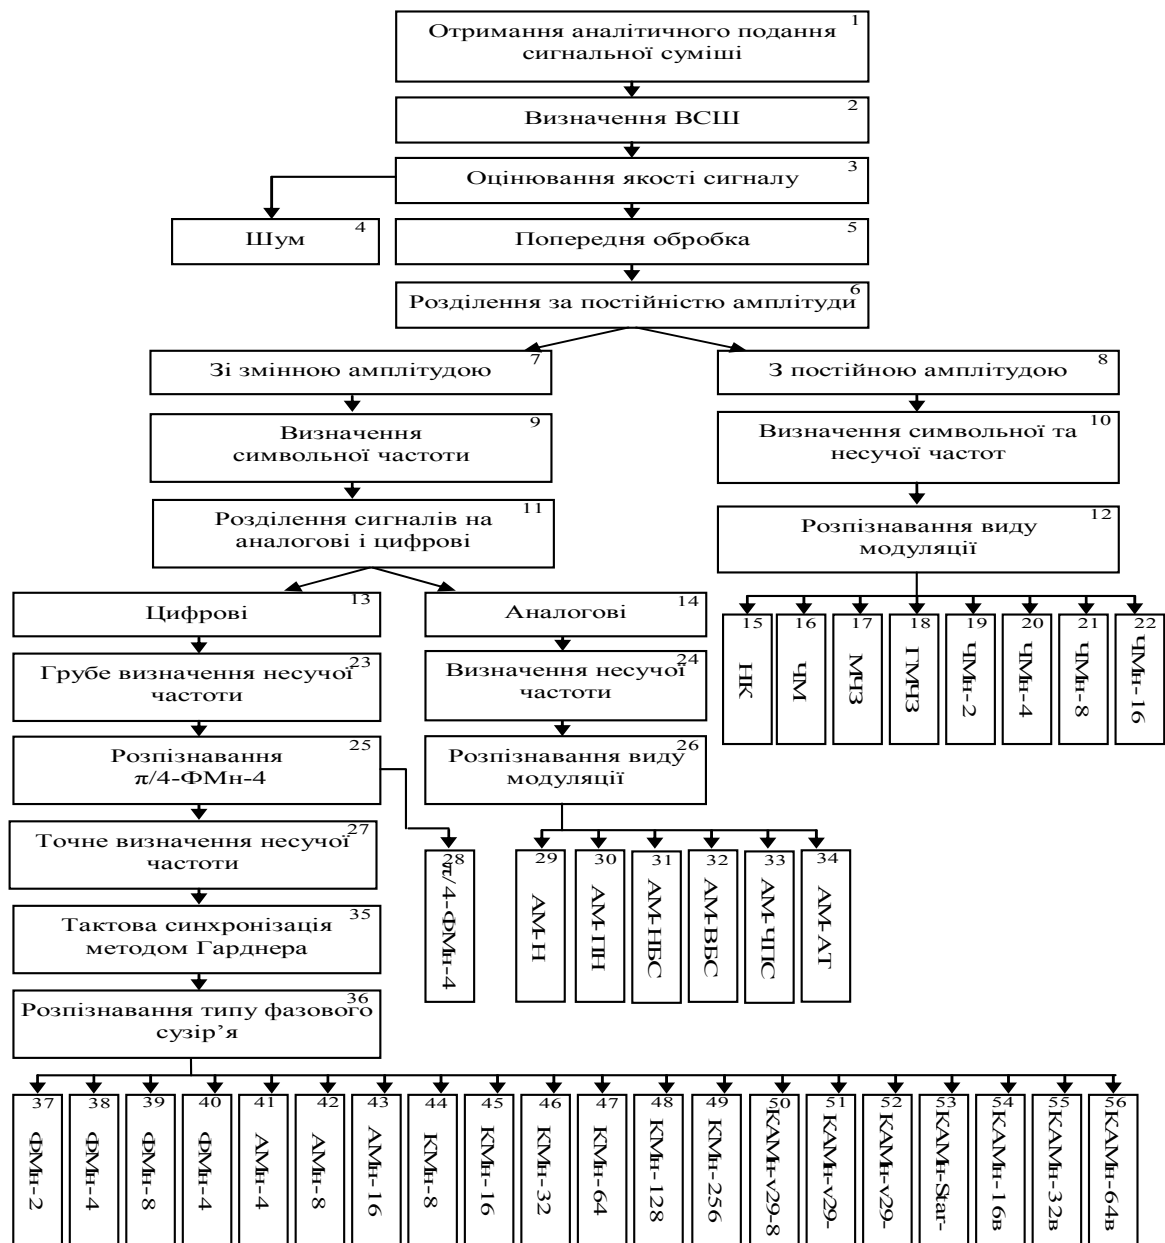 1
Отримання аналітичного подання
сигнальної суміші
2
Визначення ВСШ
3
Оцінювання якості сигналу
4
Шум
5
Попередня обробка
6
Розділення за постійністю амплітуди
7
Зі змінною амплітудою
8
З постійною амплітудою
9
Визначення
символьної частоти
10
Визначення символьної та
несучої частот
11
Розділення сигналів на
аналогові і цифрові
12
Розпізнавання виду
модуляції
13
Цифрові
14
Аналогові
15
НК
16
ЧМ
17
МЧЗ
18
ГМЧЗ
19
ЧМн-2
20
ЧМн-4
21
ЧМн-8
22
ЧМн-16
23
Грубе визначення несучої
частоти
24
Визначення несучої
частоти
25
Розпізнавання
π/4-ФМн-4
26
Розпізнавання виду
модуляції
27
Точне визначення несучої
частоти
28
π/4-ФМн-4
29
АМ-Н
30
АМ-ПН
31
АМ-НБС
32
АМ-ВБС
33
АМ-ЧПС
34
АМ-АТ
35
Тактова синхронізація
методом Гарднера
36
Розпізнавання типу фазового
сузір’я
37
ФМн-2
38
ФМн-4
39
ФМн-8
40
ФМн-4
41
АМн-4
42
АМн-8
43
АМн-16
44
КМн-8
45
КМн-16
46
КМн-32
47
КМн-64
48
КМн-128
49
КМн-256
50
КАМн-v29-8
51
КАМн-v29-
52
КАМн-v29-
53
КАМн-Star-
54
КАМн-16в
55
КАМн-32в
56
КАМн-64в